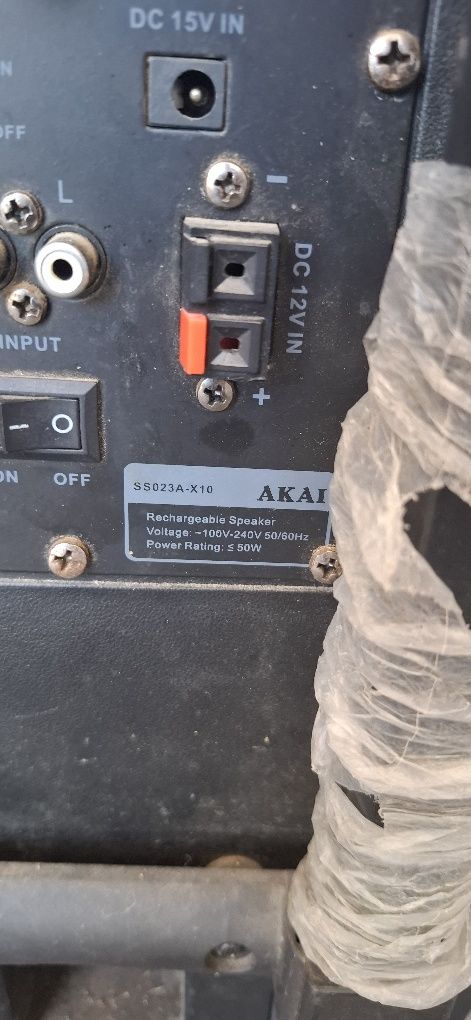 DC 15V IN
N
OFF
L
−
DC 12V IN
+
INPUT
– O
ON OFF
SS023A-X10 AKAI
Rechargeable Speaker
Voltage: ~100V-240V 50/60Hz
Power Rating: ≤ 50W